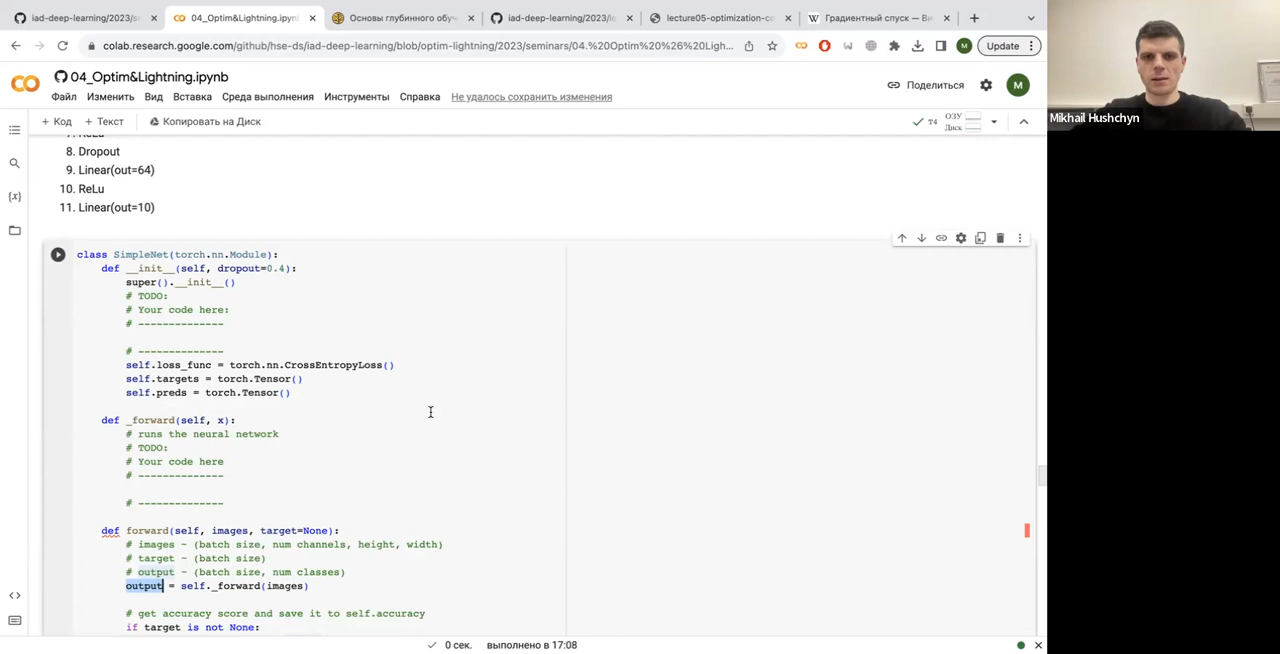 iad-deep-learning/2023/se
04_Optim&Lightning.ipynb
Основы глубинного обуч
iad-deep-learning/2023/le
lecture05-optimization-co
Градиентный спуск — Ви
colab.research.google.com/github/hse-ds/iad-deep-learning/blob/optim-lightning/2023/seminars/04.%20Optim%20%26%20Ligh...
M
Update
04_Optim&Lightning.ipynb
Файл Изменить Вид Вставка Среда выполнения Инструменты Справка Не удалось сохранить изменения
Поделиться
M
+ Код + Текст Копировать на Диск
T4 ОЗУ
Диск
8. Dropout
9. Linear(out=64)
10. ReLu
11. Linear(out=10)
class SimpleNet(torch.nn.Module):
def __init__(self, dropout=0.4):
super().__init__()
# TODO:
# Your code here:
# --------------
# --------------
self.loss_func = torch.nn.CrossEntropyLoss()
self.targets = torch.Tensor()
self.preds = torch.Tensor()
def _forward(self, x):
# runs the neural network
# TODO:
# Your code here
# --------------
# --------------
def forward(self, images, target=None):
# images ~ (batch size, num channels, height, width)
# target ~ (batch size)
# output ~ (batch size, num classes)
output = self._forward(images)
# get accuracy score and save it to self.accuracy
if target is not None:
0 сек. выполнено в 17:08
Mikhail Hushchyn